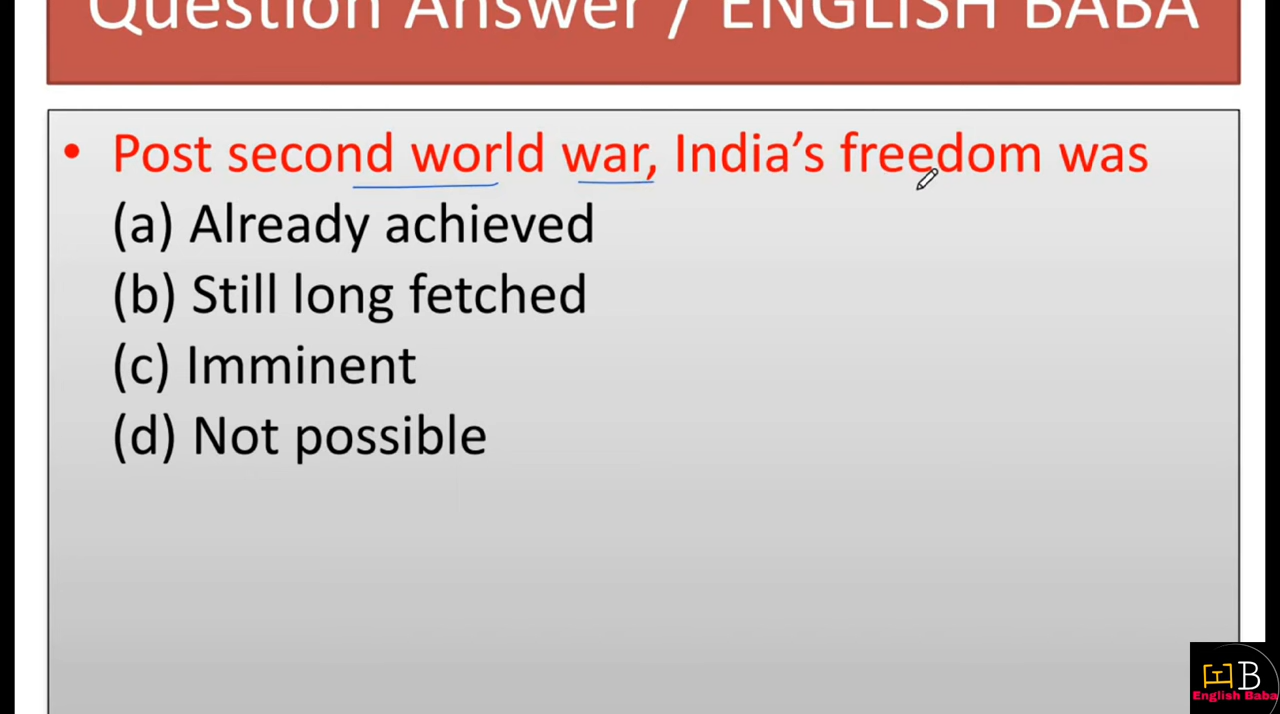 Question Answer / ENGLISH BABA
• Post second world war, India’s freedom was
(a) Already achieved
(b) Still long fetched
(c) Imminent
(d) Not possible
HB
English Baba